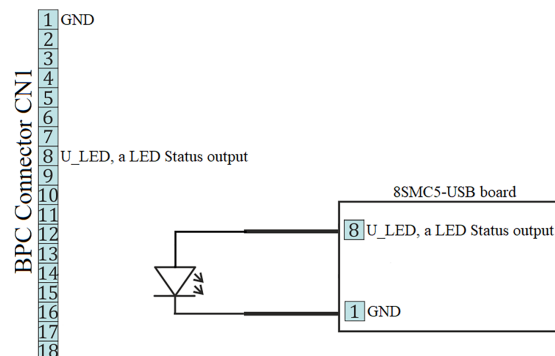 BPC Connector CN1
1 GND
2
3
4
5
6
7
8 U_LED, a LED Status output
9
10
11
12
13
14
15
16
17
18
8SMC5-USB board
8 U_LED, a LED Status output
1 GND